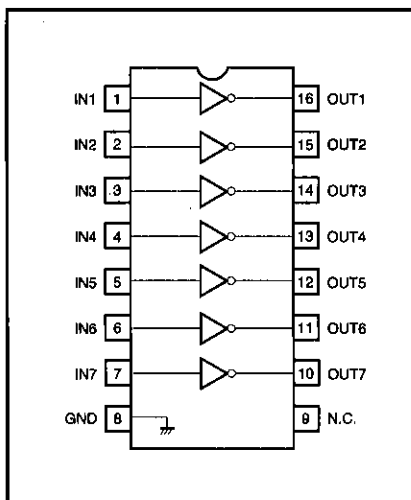 IN1 1 16 OUT1
IN2 2 15 OUT2
IN3 3 14 OUT3
IN4 4 13 OUT4
IN5 5 12 OUT5
IN6 6 11 OUT6
IN7 7 10 OUT7
GND 8 9 N.C.